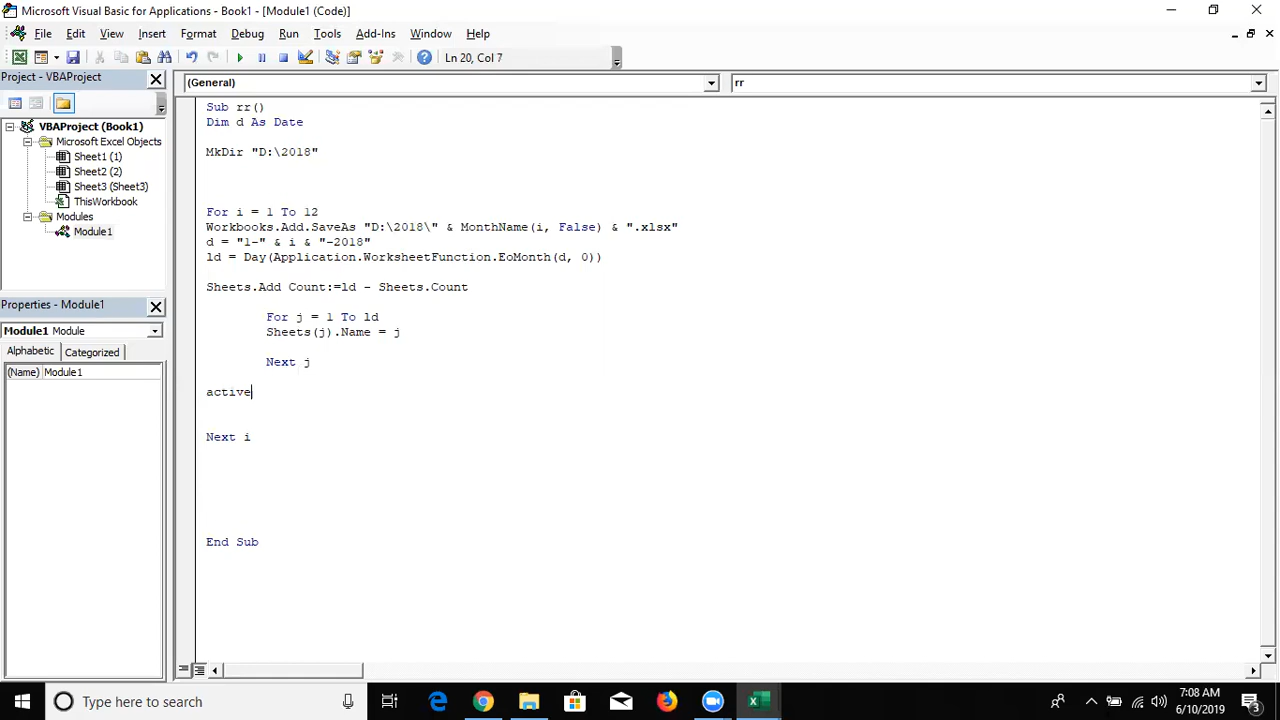 Microsoft Visual Basic for Applications - Book1 - [Module1 (Code)]
File Edit View Insert Format Debug Run Tools Add-Ins Window Help
Ln 20, Col 7
Project - VBAProject
(General)
rr
VBAProject (Book1)
Microsoft Excel Objects
Sheet1 (1)
Sheet2 (2)
Sheet3 (Sheet3)
ThisWorkbook
Modules
Module1
Properties - Module1
Module1 Module
Alphabetic Categorized
(Name) Module1
Sub rr()
Dim d As Date
MkDir "D:\2018"
For i = 1 To 12
Workbooks.Add.SaveAs "D:\2018\" & MonthName(i, False) & ".xlsx"
d = "1-" & i & "-2018"
ld = Day(Application.WorksheetFunction.EoMonth(d, 0))
Sheets.Add Count:=ld - Sheets.Count
For j = 1 To ld
Sheets(j).Name = j
Next j
active
Next i
End Sub
Type here to search
7:08 AM
6/10/2019
3